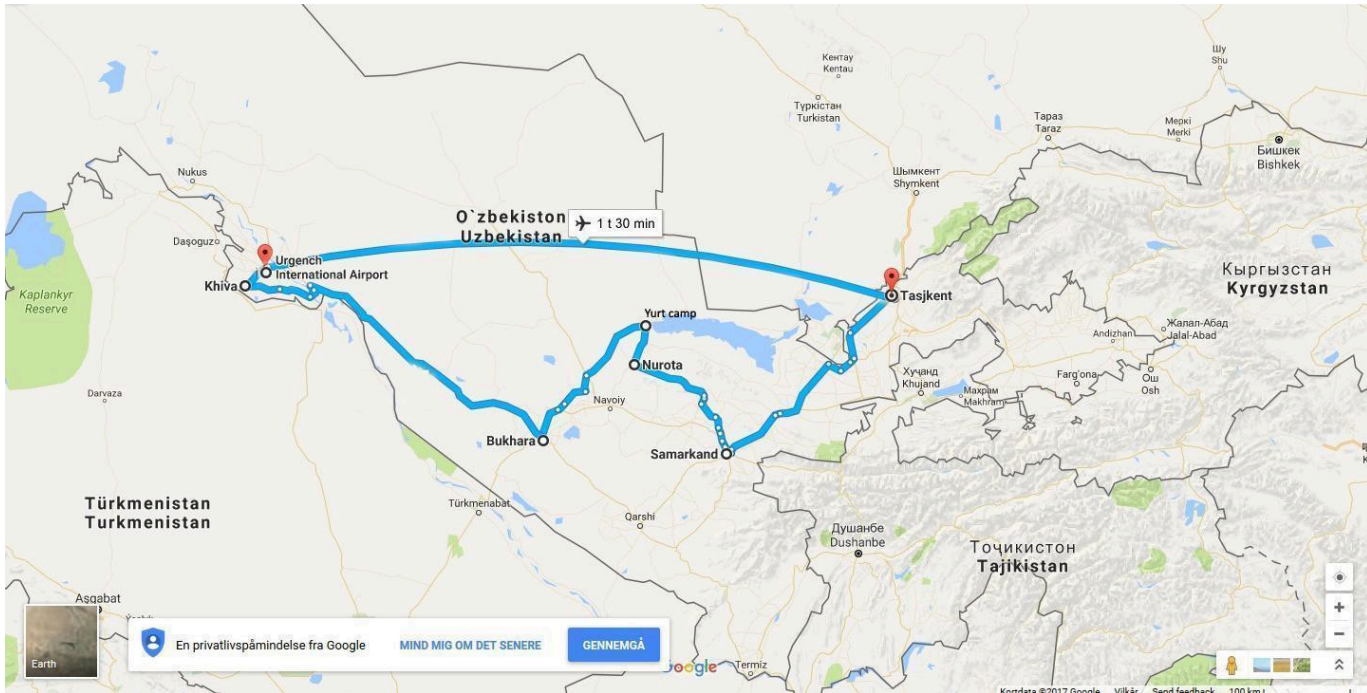 Шу
Shu
Кентау
Kentau
Түркістан
Turkistan
Тараз
Taraz
Меркі
Merki
Бишкек
Bishkek
Шымкент
Shymkent
Nukus
O`zbekiston
Uzbekistan
1 t 30 min
Daşoguz
Urgench
International Airport
Khiva
Kaplankyr
Reserve
Tasjkent
Кыргызстан
Kyrgyzstan
Yurt camp
Nurota
Жалал-Абад
Jalal-Abad
Andizhan
Хуҷанд
Khujand
Махрам
Makhram
Farg'ona
Ош
Osh
Darvaza
Navoiy
Bukhara
Samarkand
Türkmenistan
Turkmenistan
Türkmenabat
Qarshi
Душанбе
Dushanbe
Тоҷикистон
Tajikistan
Aşgabat
Earth
En privatlivspåmindelse fra Google
MIND MIG OM DET SENERE
GENNEMGÅ
Google
Termiz
Kortdata ©2017 Google Vilkår Send feedback 100 km